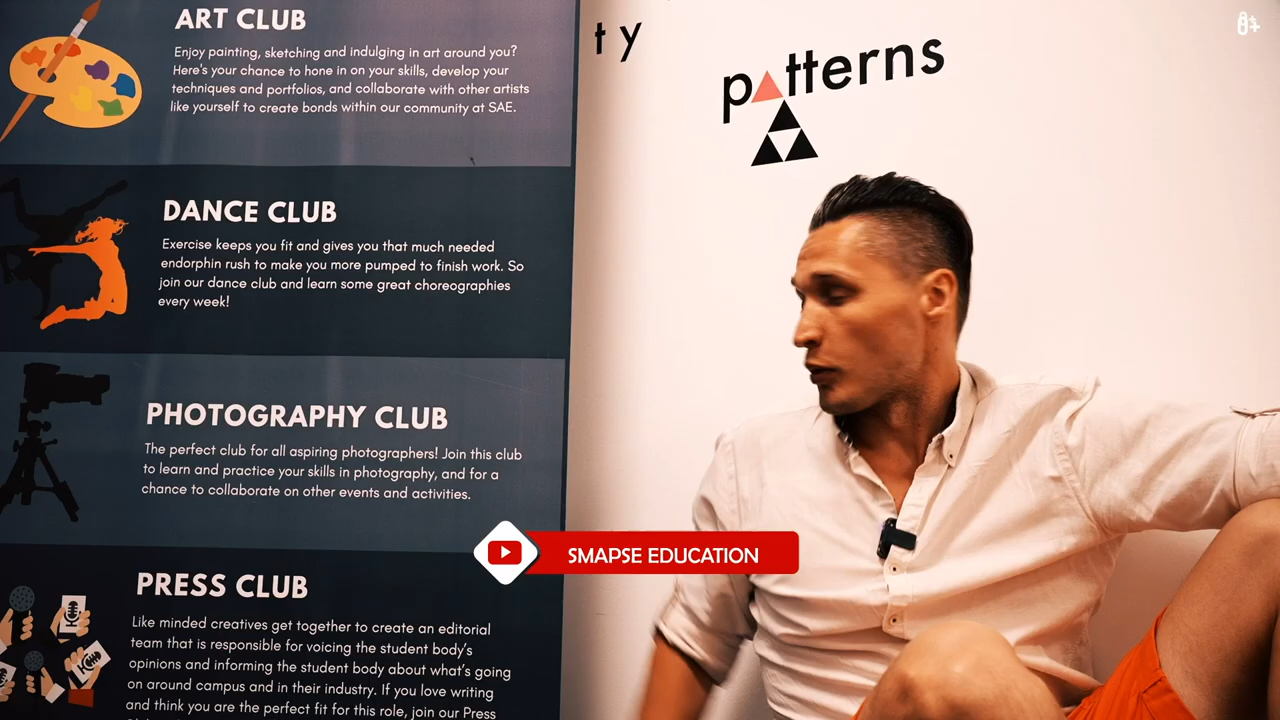 ART CLUB
Enjoy painting, sketching and indulging in art around you?
Here's your chance to hone in on your skills, develop your
techniques and portfolios, and collaborate with other artists
like yourself to create bonds within our community at SAE.
DANCE CLUB
Exercise keeps you fit and gives you that much needed
endorphin rush to make you more pumped to finish work. So
join our dance club and learn some great choreographies
every week!
PHOTOGRAPHY CLUB
The perfect club for all aspiring photographers! Join this club
to learn and practice your skills in photography, and for a
chance to collaborate on other events and activities.
PRESS CLUB
Like minded creatives get together to create an editorial
team that is responsible for voicing the student body's
opinions and informing the student body about what's going
on around campus and in their industry. If you love writing
and think you are the perfect fit for this role, join our Press
ty
patterns
SMAPSE EDUCATION